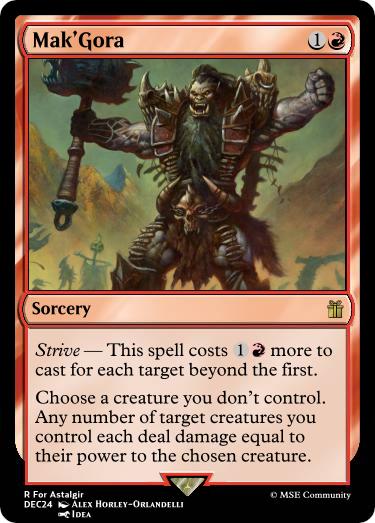 Mak'Gora 1
Sorcery
Strive — This spell costs 1 more to
cast for each target beyond the first.
Choose a creature you don't control.
Any number of target creatures you
control each deal damage equal to
their power to the chosen creature.
R For Astalgir
DEC24 Alex Horley-Orlandelli
Idea
© MSE Community